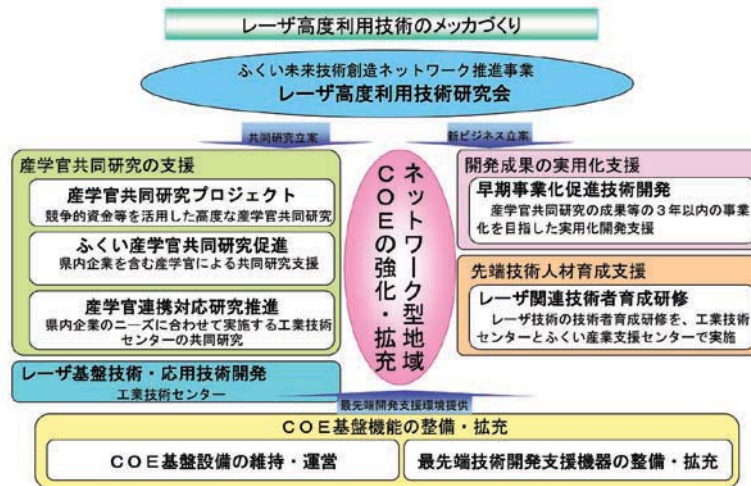 レーザ高度利用技術のメッカづくり
ふくい未来技術創造ネットワーク推進事業
レーザ高度利用技術研究会
共同研究立案
新ビジネス立案
産学官共同研究の支援
産学官共同研究プロジェクト
競争的資金等を活用した高度な産学官共同研究
ふくい産学官共同研究促進
県内企業を含む産学官による共同研究支援
産学官連携対応研究推進
県内企業のニーズに合わせて実施する工業技術
センターの共同研究
レーザ基盤技術・応用技術開発
工業技術センター
ネットワーク型地域
COEの強化・拡充
開発成果の実用化支援
早期事業化促進技術開発
産学官共同研究の成果等の3年以内の事業
化を目指した実用化開発支援
先端技術人材育成支援
レーザ関連技術者育成研修
レーザ技術の技術者育成研修を、工業技術
センターとふくい産業支援センターで実施
最先端開発支援環境提供
COE基盤機能の整備・拡充
COE基盤設備の維持・運営
最先端技術開発支援機器の整備・拡充